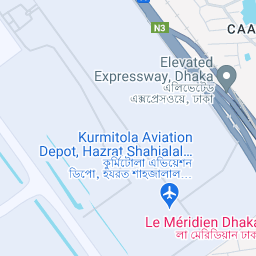 N3
CAA
Elevated
Expressway, Dhaka
এলিভেটেড
এক্সপ্রেসওয়ে, ঢাকা
Kurmitola Aviation
Depot, Hazrat Shahjalal...
কুর্মিটোলা এভিয়েশন
ডিপো, হযরত শাহজালাল...
Le Méridien Dhaka
লা মেরিডিয়ান ঢাকা